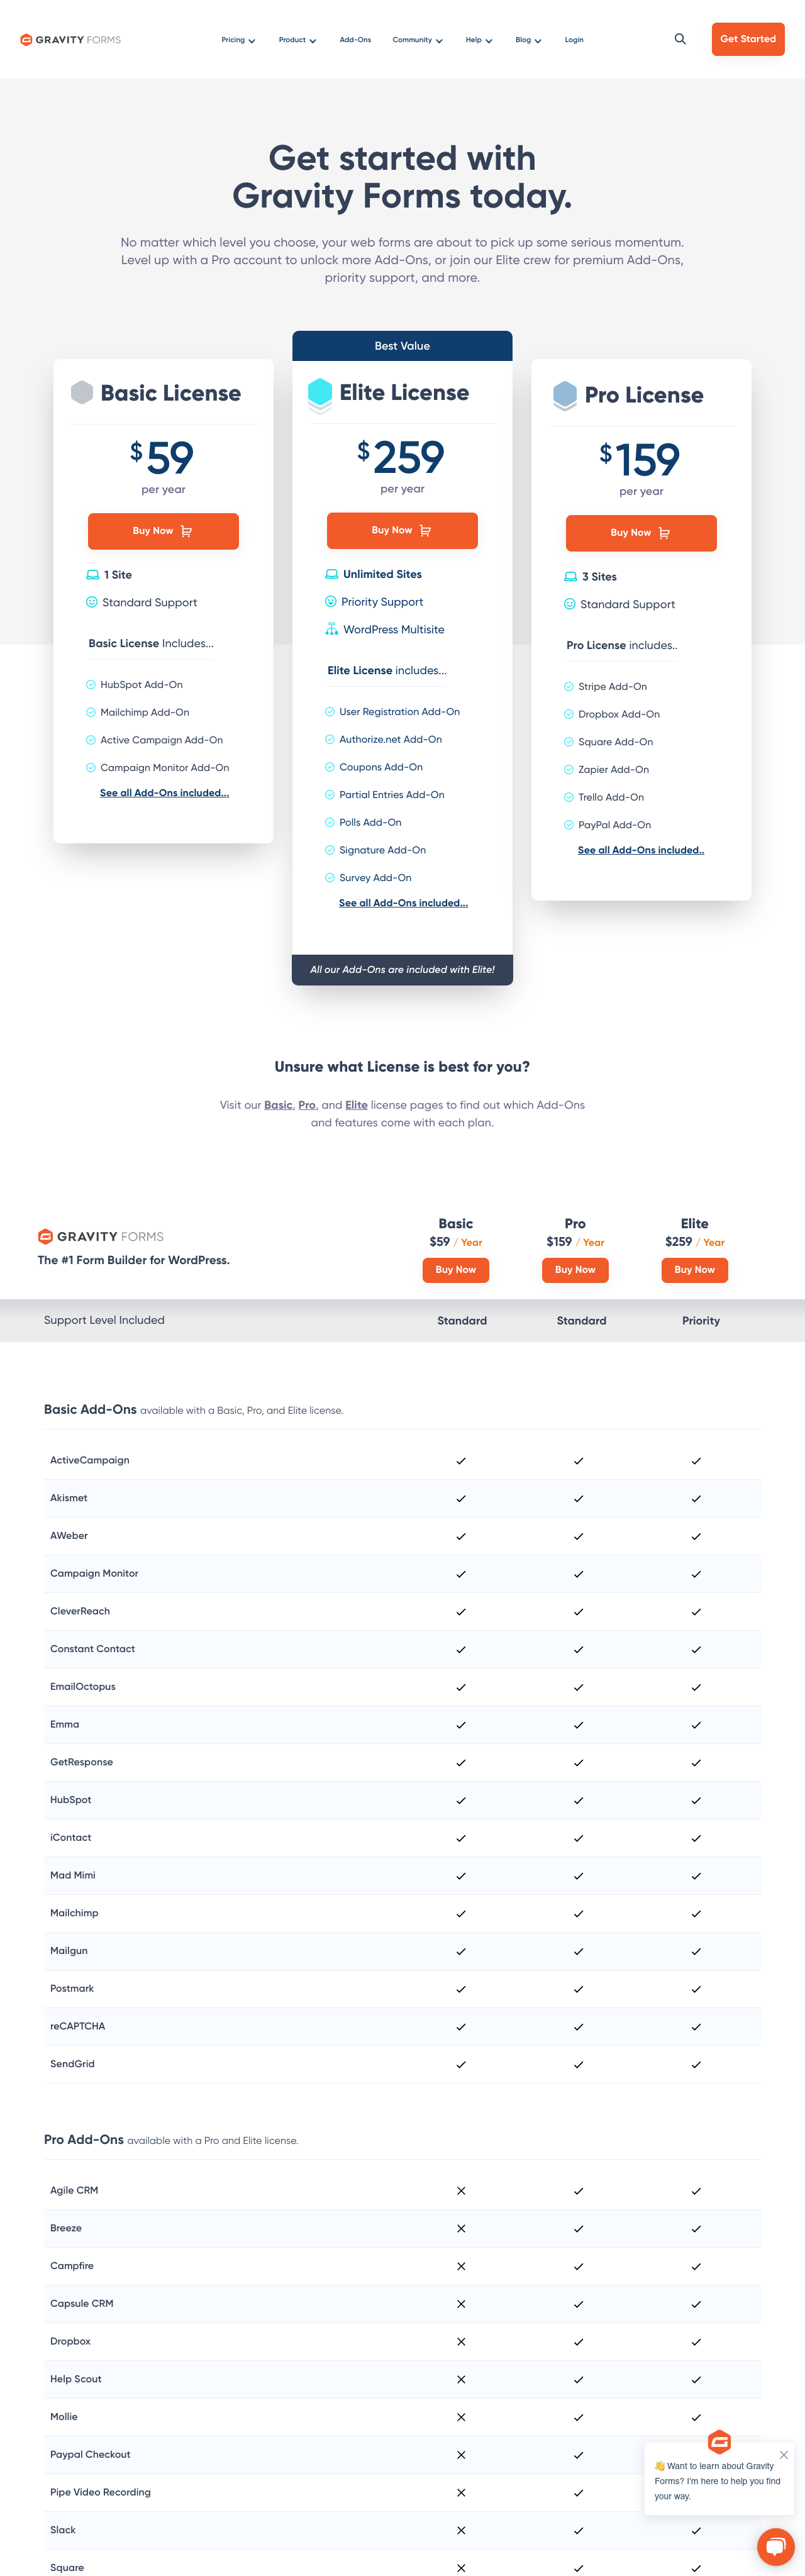 GRAVITY FORMS
Pricing
Product
Add-Ons
Community
Help
Blog
Login
Get Started
Get started with
Gravity Forms today.
No matter which level you choose, your web forms are about to pick up some serious momentum.
Level up with a Pro account to unlock more Add-Ons, or join our Elite crew for premium Add-Ons,
priority support, and more.
Basic License
$59
per year
Buy Now
1 Site
Standard Support
Basic License Includes...
HubSpot Add-On
Mailchimp Add-On
Active Campaign Add-On
Campaign Monitor Add-On
See all Add-Ons included...
Best Value
Elite License
$259
per year
Buy Now
Unlimited Sites
Priority Support
WordPress Multisite
Elite License includes...
User Registration Add-On
Authorize.net Add-On
Coupons Add-On
Partial Entries Add-On
Polls Add-On
Signature Add-On
Survey Add-On
See all Add-Ons included...
All our Add-Ons are included with Elite!
Pro License
$159
per year
Buy Now
3 Sites
Standard Support
Pro License includes..
Stripe Add-On
Dropbox Add-On
Square Add-On
Zapier Add-On
Trello Add-On
PayPal Add-On
See all Add-Ons included..
Unsure what License is best for you?
Visit our Basic, Pro, and Elite license pages to find out which Add-Ons
and features come with each plan.
GRAVITY FORMS
The #1 Form Builder for WordPress.
Basic
$59 / Year
Buy Now
Pro
$159 / Year
Buy Now
Elite
$259 / Year
Buy Now
Support Level Included Standard Standard Priority
Basic Add-Ons available with a Basic, Pro, and Elite license.
ActiveCampaign
Akismet
AWeber
Campaign Monitor
CleverReach
Constant Contact
EmailOctopus
Emma
GetResponse
HubSpot
iContact
Mad Mimi
Mailchimp
Mailgun
Postmark
reCAPTCHA
SendGrid
Pro Add-Ons available with a Pro and Elite license.
Agile CRM
Breeze
Campfire
Capsule CRM
Dropbox
Help Scout
Mollie
Paypal Checkout
Pipe Video Recording
Slack
Square
👋 Want to learn about Gravity
Forms? I'm here to help you find
your way.